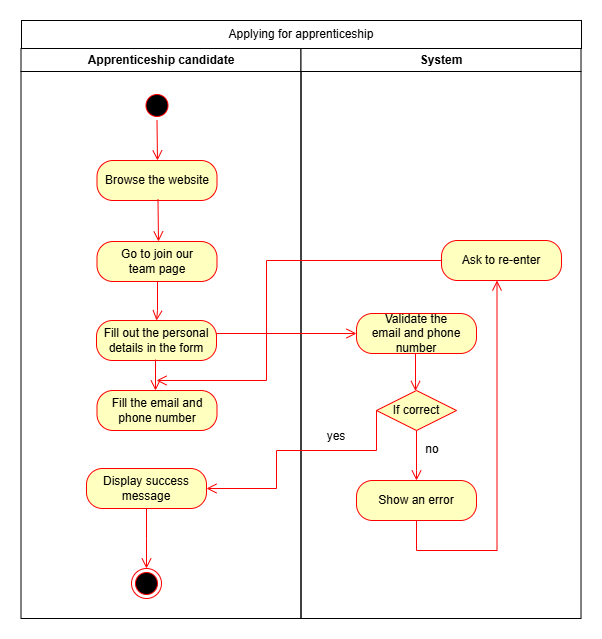 Applying for apprenticeship
Apprenticeship candidate
System
Browse the website
Go to join our
team page
Ask to re-enter
Fill out the personal
details in the form
Validate the
email and phone
number
Fill the email and
phone number
If correct
yes
no
Display success
message
Show an error